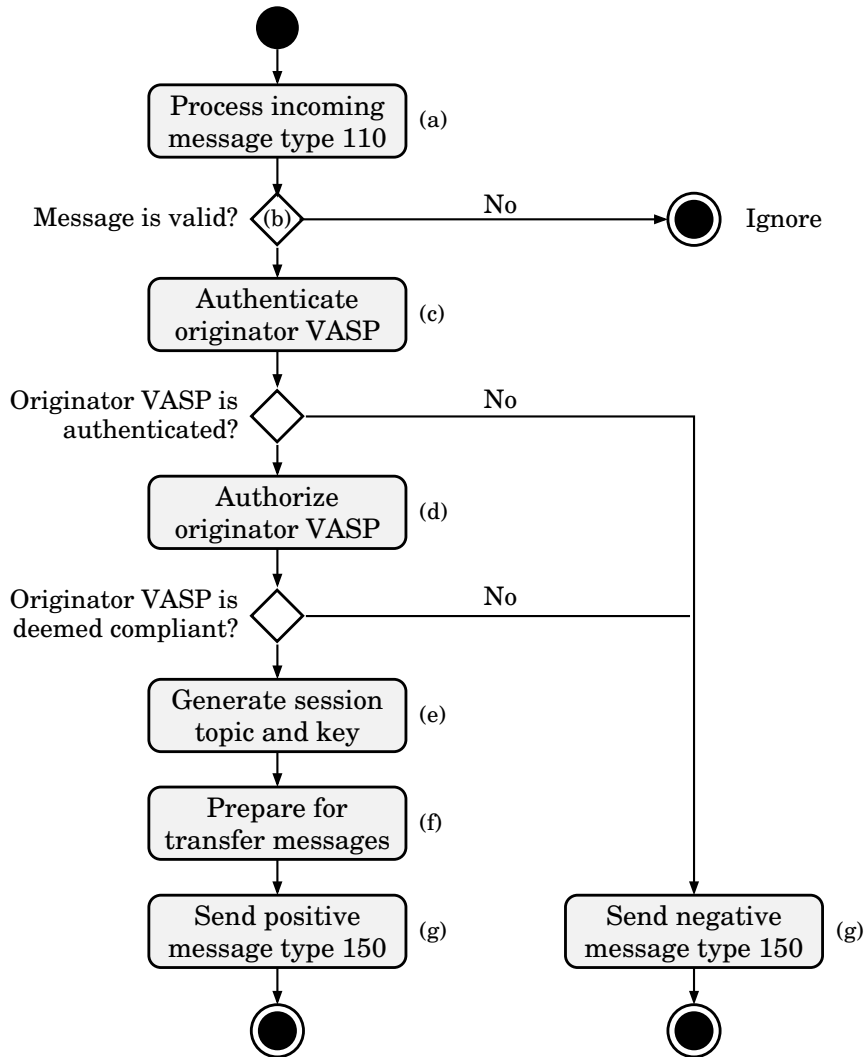 Process incoming
message type 110
(a)
Message is valid?
(b)
No
Ignore
Authenticate
originator VASP
(c)
Originator VASP is
authenticated?
No
Authorize
originator VASP
(d)
Originator VASP is
deemed compliant?
No
Generate session
topic and key
(e)
Prepare for
transfer messages
(f)
Send positive
message type 150
(g)
Send negative
message type 150
(g)